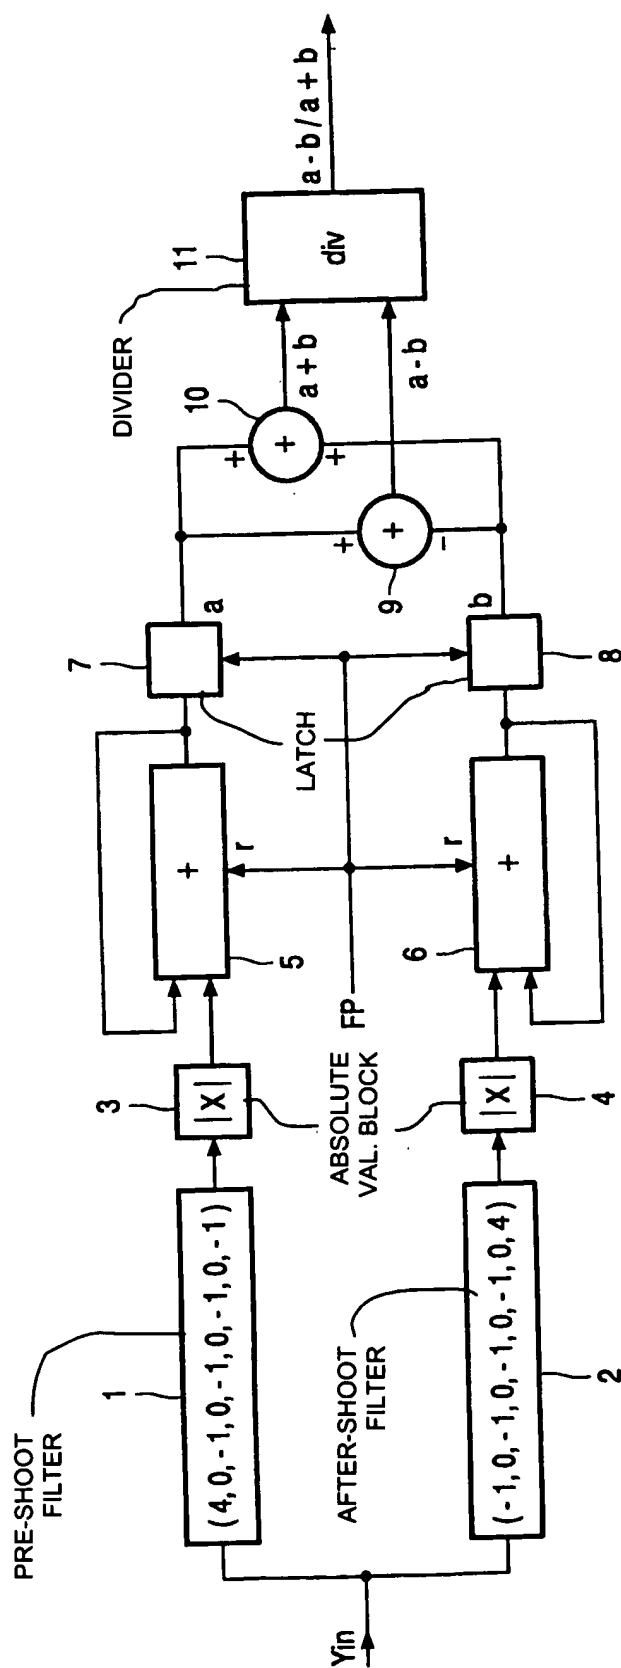 PRE-SHOOT
FILTER
1
(4, 0, -1, 0, -1, 0, -1, 0, -1)
3
|X|
5
+
r
7
a
Yin
AFTER-SHOOT
FILTER
2
(-1, 0, -1, 0, -1, 0, -1, 0, 4)
ABSOLUTE
VAL. BLOCK
4
|X|
FP
6
+
r
LATCH
8
b
9
+
+
-
10
+
+
+
a + b
a - b
DIVIDER
11
div
a - b / a + b